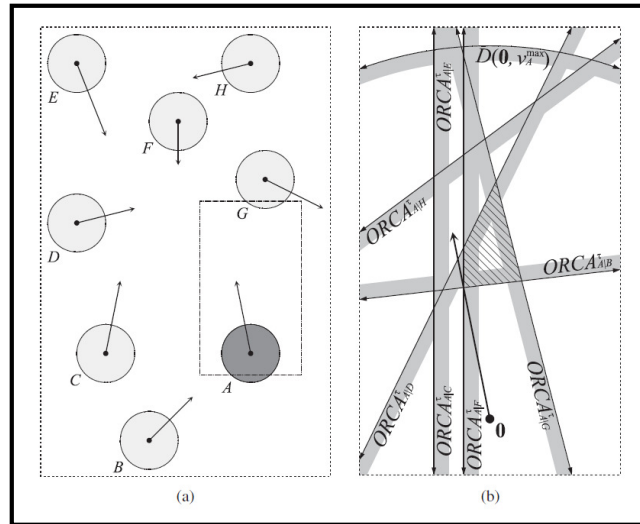 E
H
F
G
D
C
A
B
(a)
D(0, v_A^max)
ORCA^τ_A|E
ORCA^τ_A|H
ORCA^τ_A|B
ORCA^τ_A|D
ORCA^τ_A|C
ORCA^τ_A|F
ORCA^τ_A|G
0
(b)